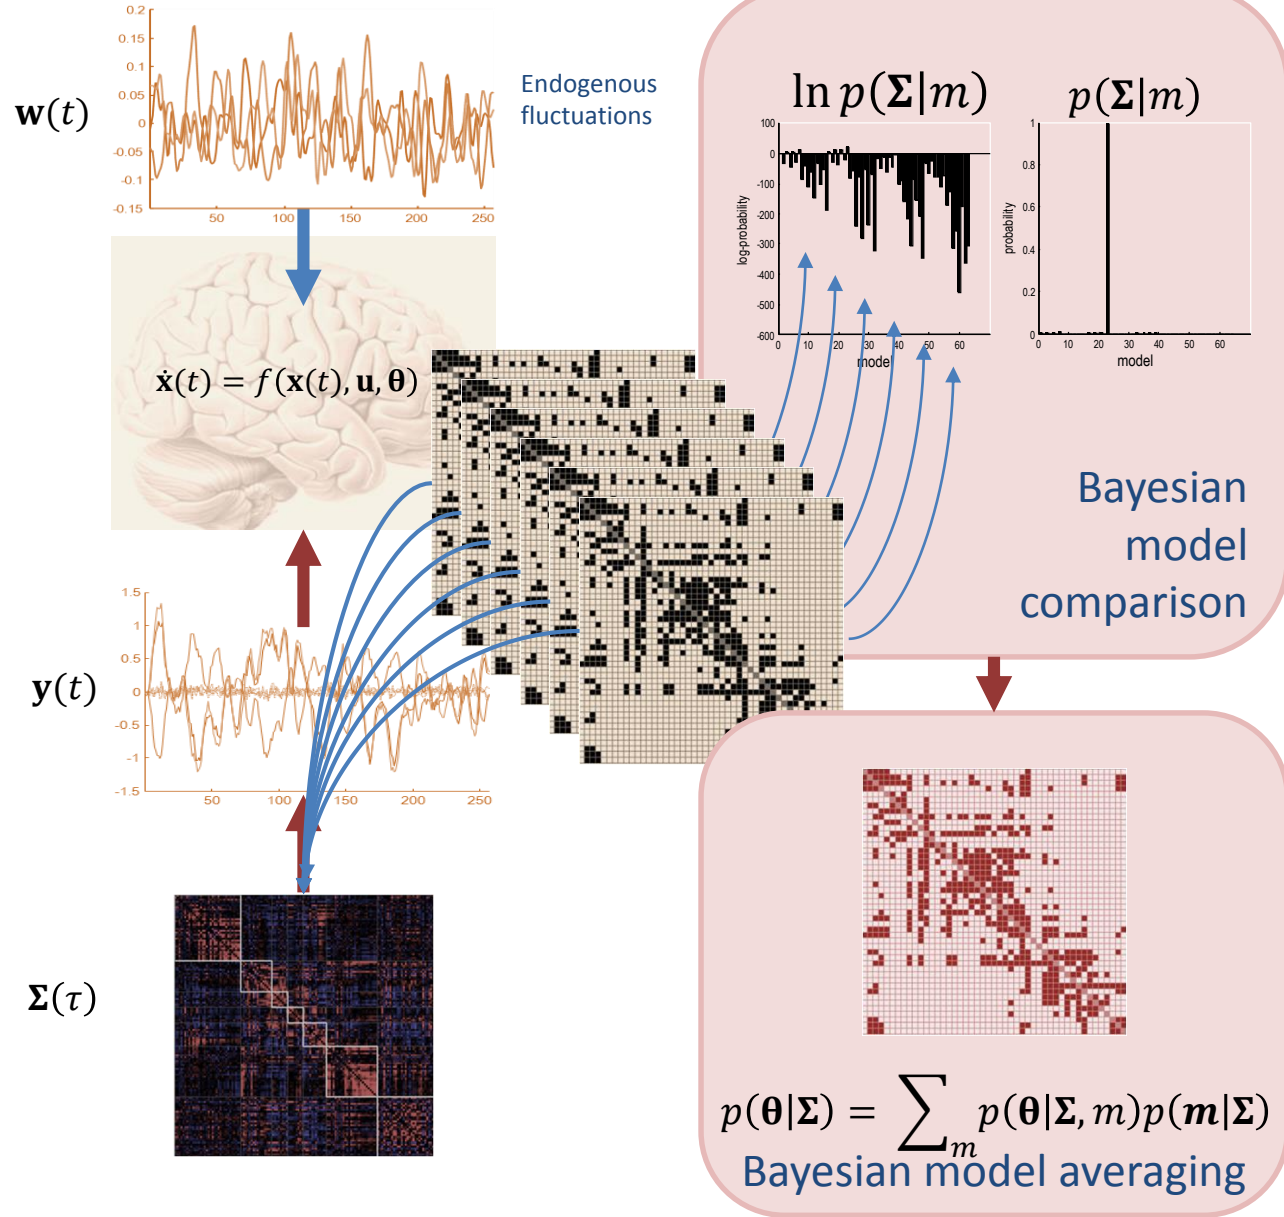 w(t)
0.2
0.15
0.1
0.05
0
-0.05
-0.1
-0.15
50 100 150 200 250
Endogenous
fluctuations
ẋ(t) = f(x(t), u, θ)
y(t)
1.5
1
0.5
0
-0.5
-1
-1.5
50 100 150 200 250
Σ(τ)
ln p(Σ|m)
100
0
-100
-200
-300
-400
-500
-600
log-probability
0 10 20 30 40 50 60
model
p(Σ|m)
1
0.8
0.6
0.4
0.2
0
probability
0 10 20 30 40 50 60
model
Bayesian
model
comparison
p(θ|Σ) = ∑ₘ p(θ|Σ, m)p(m|Σ)
Bayesian model averaging